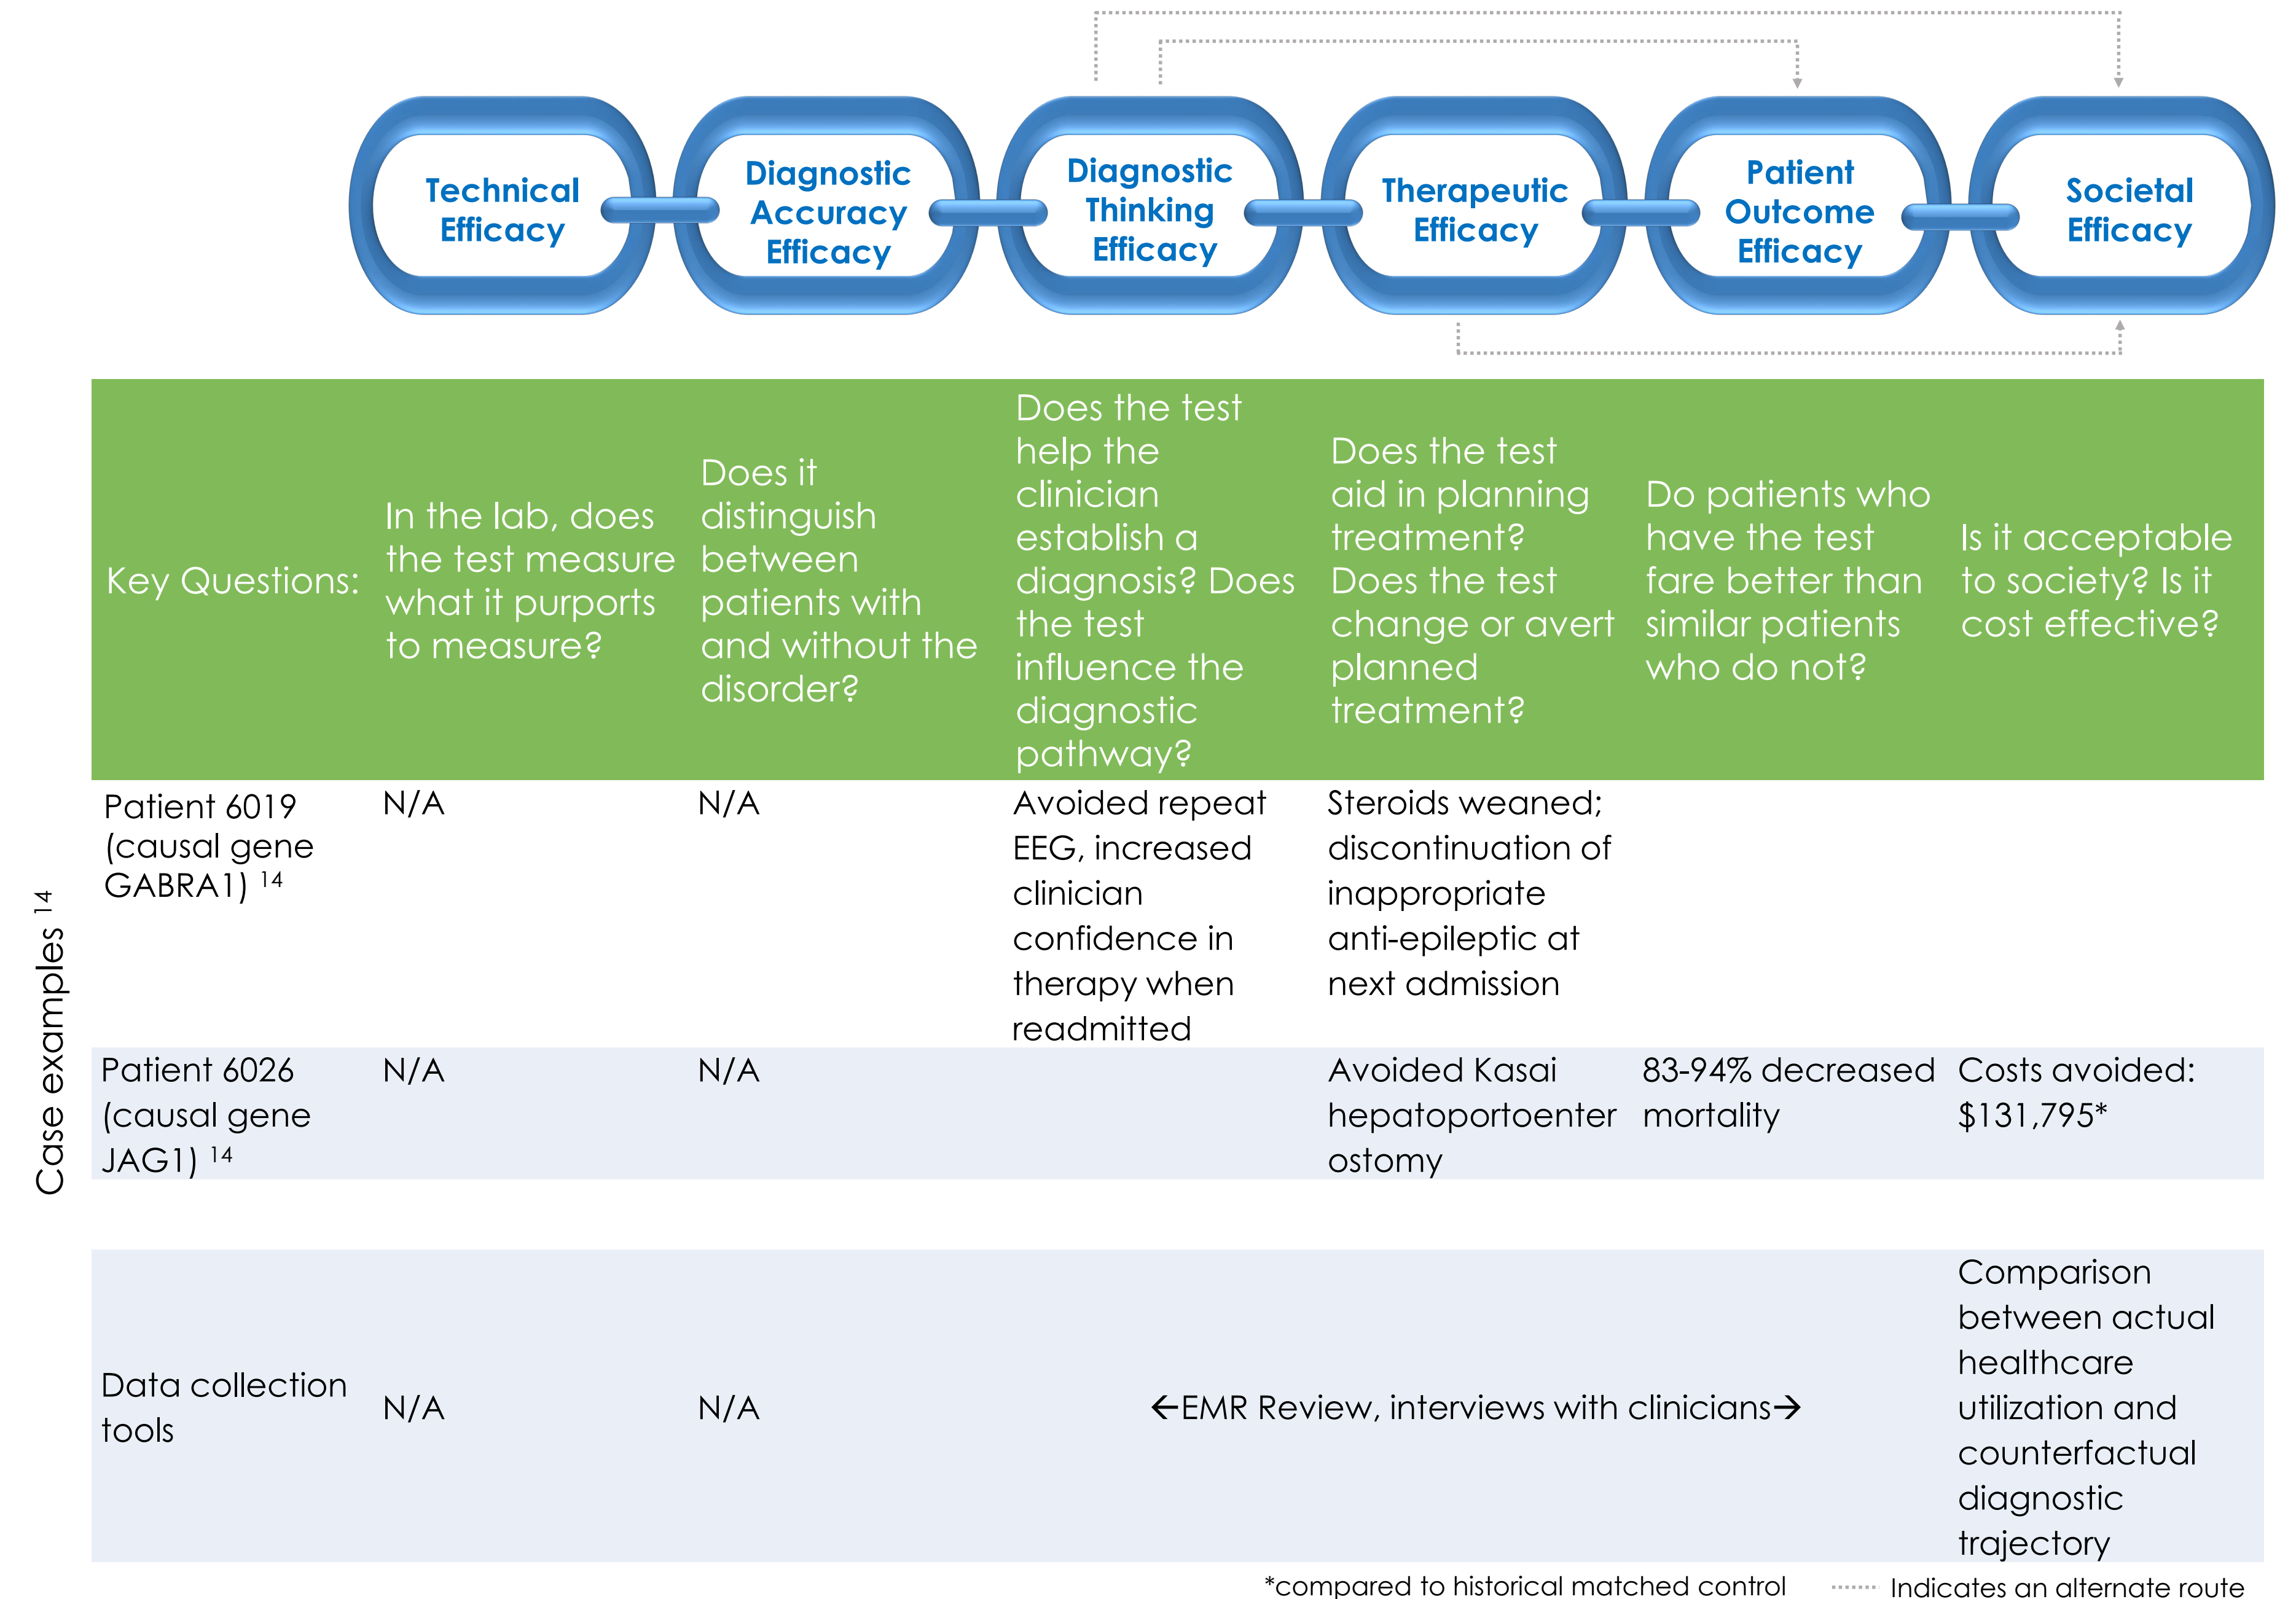 Technical
Efficacy
Diagnostic
Accuracy
Efficacy
Diagnostic
Thinking
Efficacy
Therapeutic
Efficacy
Patient
Outcome
Efficacy
Societal
Efficacy
Key Questions:
In the lab, does
the test measure
what it purports
to measure?
Does it
distinguish
between
patients with
and without the
disorder?
Does the test
help the
clinician
establish a
diagnosis? Does
the test
influence the
diagnostic
pathway?
Does the test
aid in planning
treatment?
Does the test
change or avert
planned
treatment?
Do patients who
have the test
fare better than
similar patients
who do not?
Is it acceptable
to society? Is it
cost effective?
Case examples 14
Patient 6019
(causal gene
GABRA1) 14
N/A
N/A
Avoided repeat
EEG, increased
clinician
confidence in
therapy when
readmitted
Steroids weaned;
discontinuation of
inappropriate
anti-epileptic at
next admission
Patient 6026
(causal gene
JAG1) 14
N/A
N/A
Avoided Kasai
hepatoportoenter
ostomy
83-94% decreased
mortality
Costs avoided:
$131,795*
Data collection
tools
N/A
N/A
←EMR Review, interviews with clinicians→
Comparison
between actual
healthcare
utilization and
counterfactual
diagnostic
trajectory
*compared to historical matched control
Indicates an alternate route